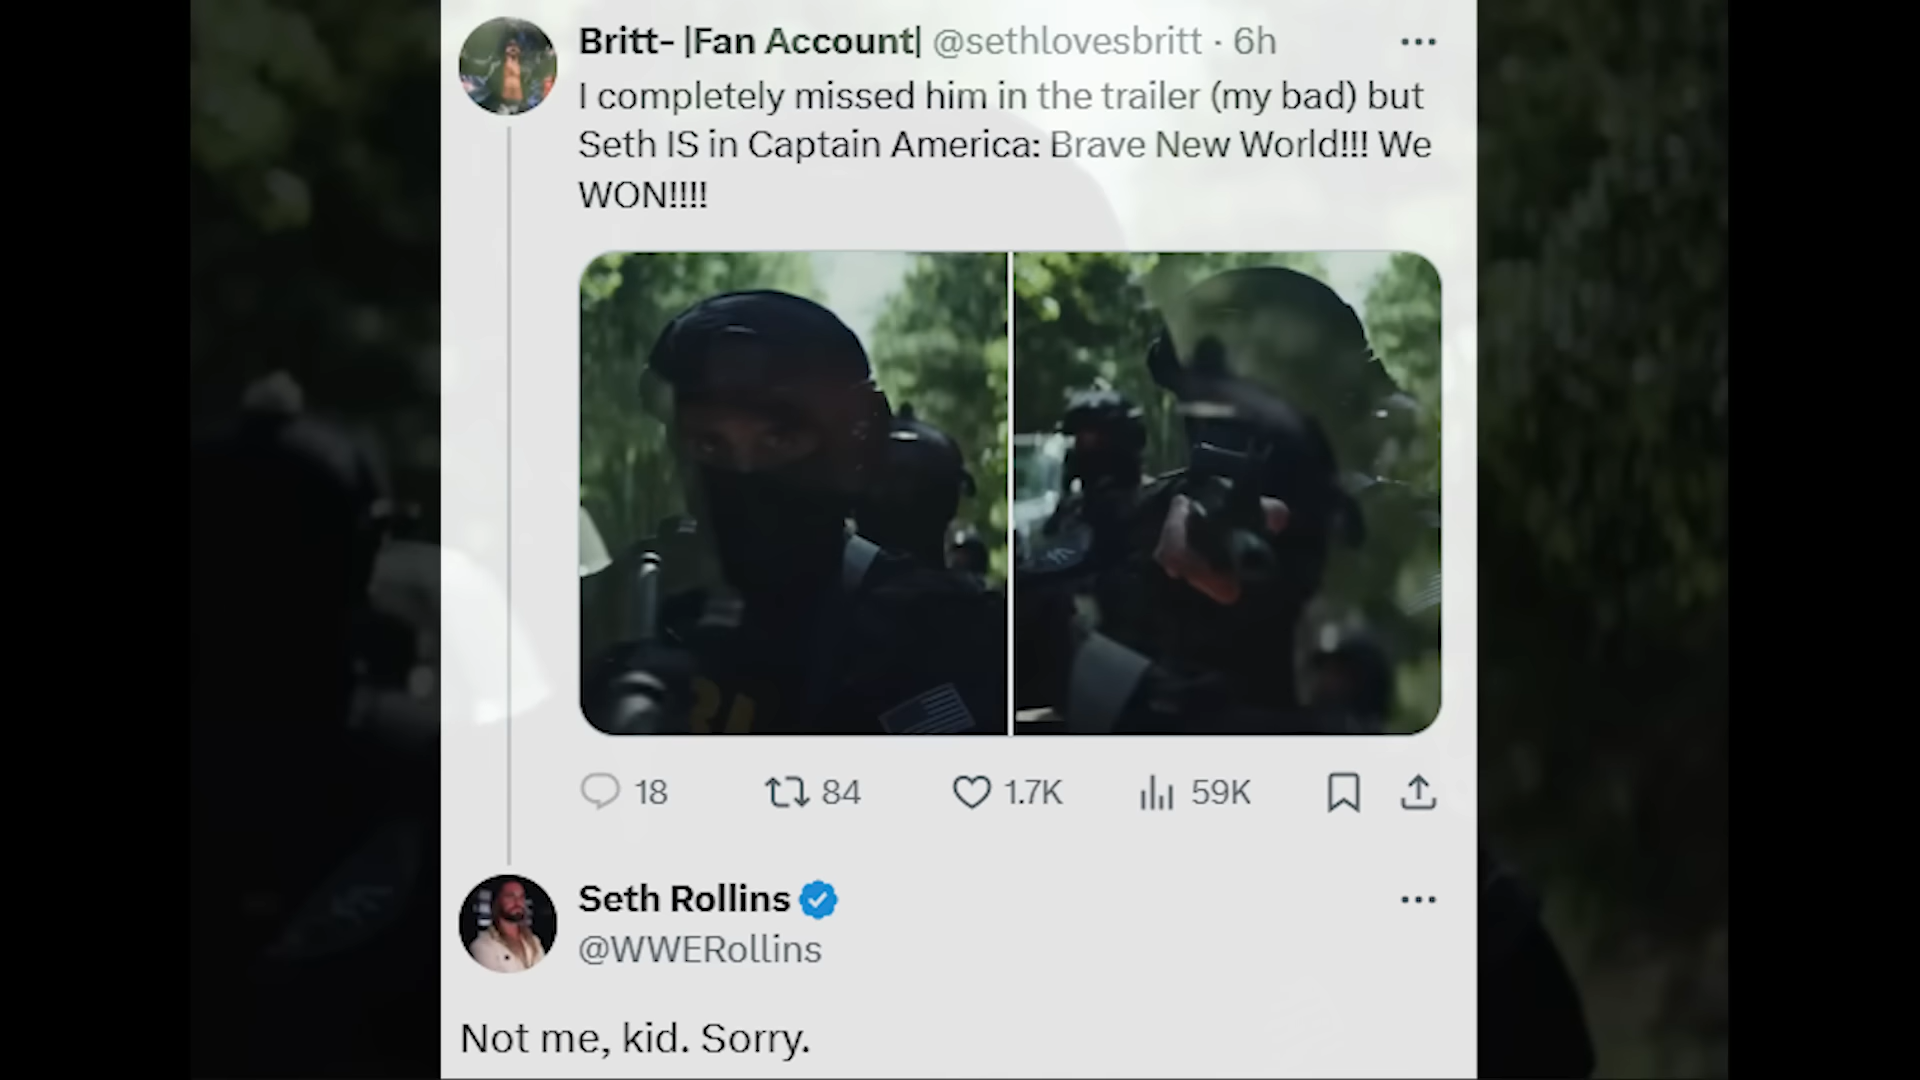 Britt- |Fan Account| @sethlovesbritt · 6h
I completely missed him in the trailer (my bad) but
Seth IS in Captain America: Brave New World!!! We
WON!!!!
18 84 1.7K 59K
Seth Rollins
@WWERollins
Not me, kid. Sorry.